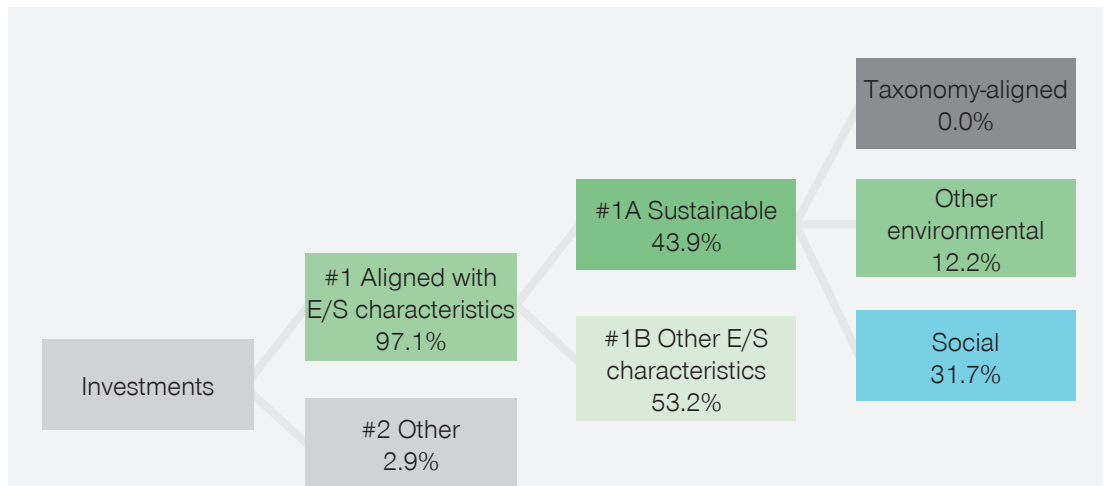 Taxonomy-aligned
0.0%
#1A Sustainable
43.9%
Other
environmental
12.2%
#1 Aligned with
E/S characteristics
97.1%
#1B Other E/S
characteristics
53.2%
Social
31.7%
Investments
#2 Other
2.9%